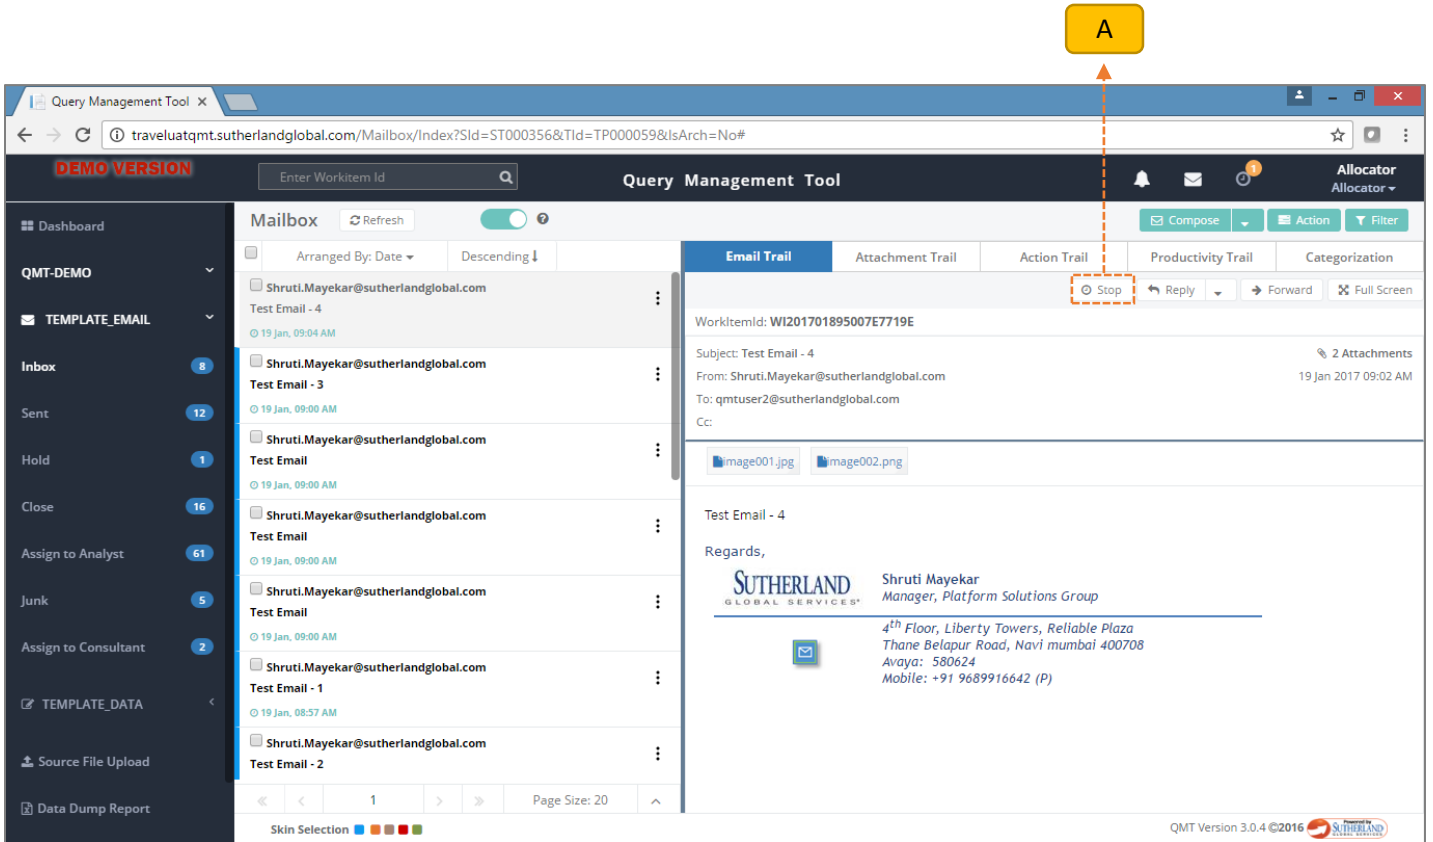 A
Query Management Tool
traveluatqmt.sutherlandglobal.com/Mailbox/Index?SId=ST000356&TId=TP000059&IsArch=No#
DEMO VERSION
Enter Workitem Id
Query Management Tool
1
Allocator
Allocator
Dashboard
QMT-DEMO
TEMPLATE_EMAIL
Inbox 8
Sent 12
Hold 1
Close 16
Assign to Analyst 61
Junk 5
Assign to Consultant 2
TEMPLATE_DATA
Source File Upload
Data Dump Report
Mailbox Refresh
Compose Action Filter
Arranged By: Date Descending
Shruti.Mayekar@sutherlandglobal.com
Test Email - 4
19 Jan, 09:04 AM
Shruti.Mayekar@sutherlandglobal.com
Test Email - 3
19 Jan, 09:00 AM
Shruti.Mayekar@sutherlandglobal.com
Test Email
19 Jan, 09:00 AM
Shruti.Mayekar@sutherlandglobal.com
Test Email
19 Jan, 09:00 AM
Shruti.Mayekar@sutherlandglobal.com
Test Email
19 Jan, 09:00 AM
Shruti.Mayekar@sutherlandglobal.com
Test Email - 1
19 Jan, 08:57 AM
Shruti.Mayekar@sutherlandglobal.com
Test Email - 2
1 Page Size: 20
Email Trail Attachment Trail Action Trail Productivity Trail Categorization
Stop Reply Forward Full Screen
WorkItemId: WI201701895007E7719E
Subject: Test Email - 4 2 Attachments
From: Shruti.Mayekar@sutherlandglobal.com 19 Jan 2017 09:02 AM
To: qmtuser2@sutherlandglobal.com
Cc:
image001.jpg image002.png
Test Email - 4
Regards,
SUTHERLAND
GLOBAL SERVICES®
Shruti Mayekar
Manager, Platform Solutions Group
4th Floor, Liberty Towers, Reliable Plaza
Thane Belapur Road, Navi mumbai 400708
Avaya: 580624
Mobile: +91 9689916642 (P)
Skin Selection
QMT Version 3.0.4 ©2016
Powered by
SUTHERLAND
GLOBAL SERVICES